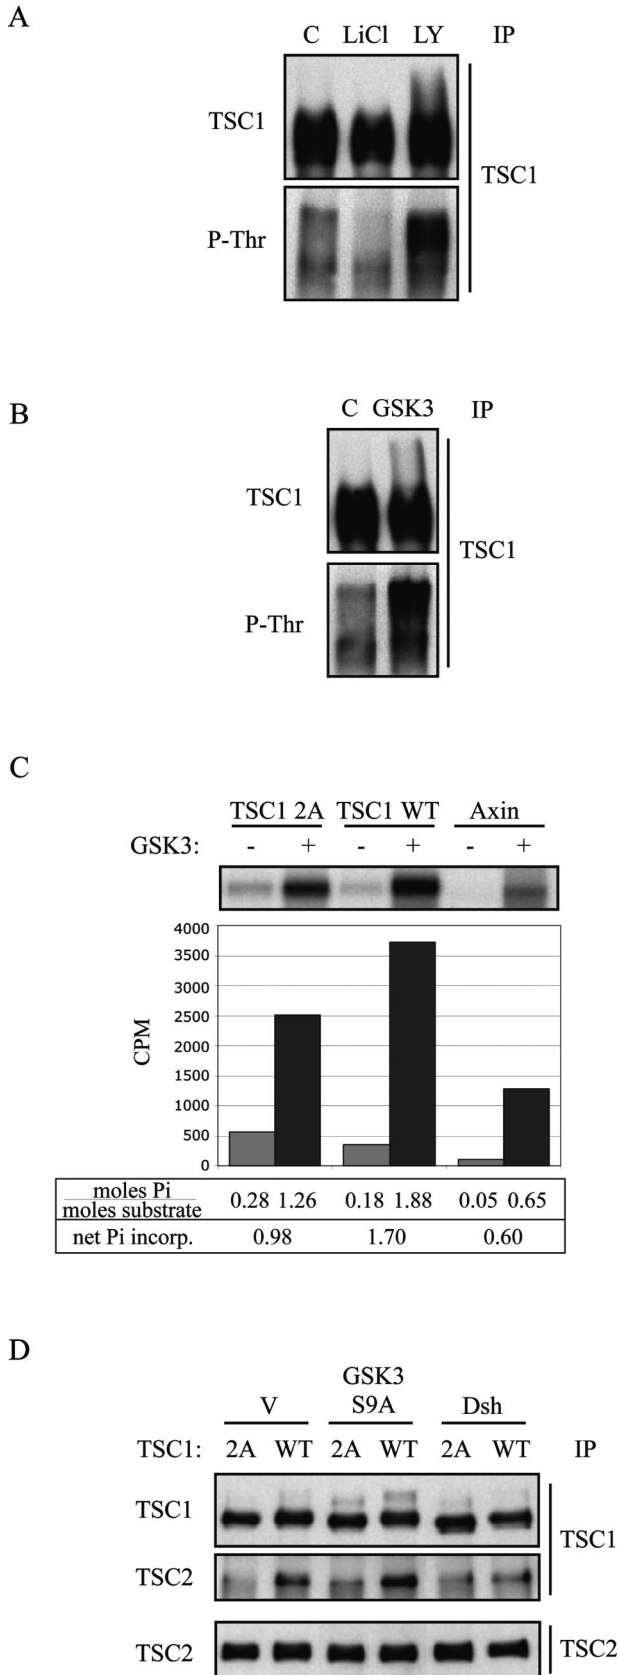 A
C LiCl LY IP
TSC1
TSC1
P-Thr
B
C GSK3 IP
TSC1
TSC1
P-Thr
C
TSC1 2A TSC1 WT Axin
GSK3: - + - + - +
4000
3500
3000
2500
2000
1500
1000
500
0
CPM
moles Pi
moles substrate 0.28 1.26 0.18 1.88 0.05 0.65
net Pi incorp. 0.98 1.70 0.60
D
GSK3
V S9A Dsh
TSC1: 2A WT 2A WT 2A WT IP
TSC1
TSC1
TSC2
TSC2 TSC2